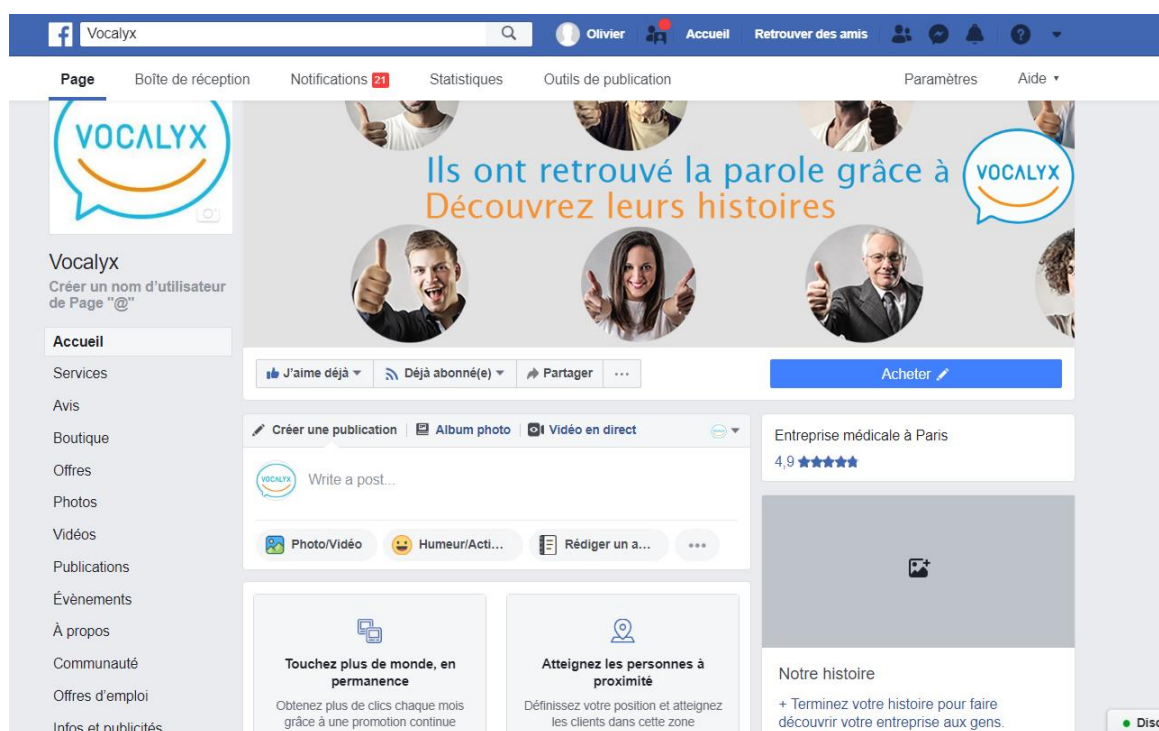 Vocalyx
Olivier
Accueil
Retrouver des amis
Page
Boîte de réception
Notifications 21
Statistiques
Outils de publication
Paramètres
Aide
VOCALYX
Ils ont retrouvé la parole grâce à
Découvrez leurs histoires
VOCALYX
Vocalyx
Créer un nom d'utilisateur
de Page "@"
Accueil
Services
Avis
Boutique
Offres
Photos
Vidéos
Publications
Évènements
À propos
Communauté
Offres d'emploi
Infos et publicités
J'aime déjà
Déjà abonné(e)
Partager
...
Acheter
Créer une publication
Album photo
Vidéo en direct
VOCALYX
Write a post...
Photo/Vidéo
Humeur/Acti...
Rédiger un a...
Touchez plus de monde, en
permanence
Obtenez plus de clics chaque mois
grâce à une promotion continue
Atteignez les personnes à
proximité
Définissez votre position et atteignez
les clients dans cette zone
Entreprise médicale à Paris
4,9 ★★★★★
Notre histoire
+ Terminez votre histoire pour faire
découvrir votre entreprise aux gens.
Disc